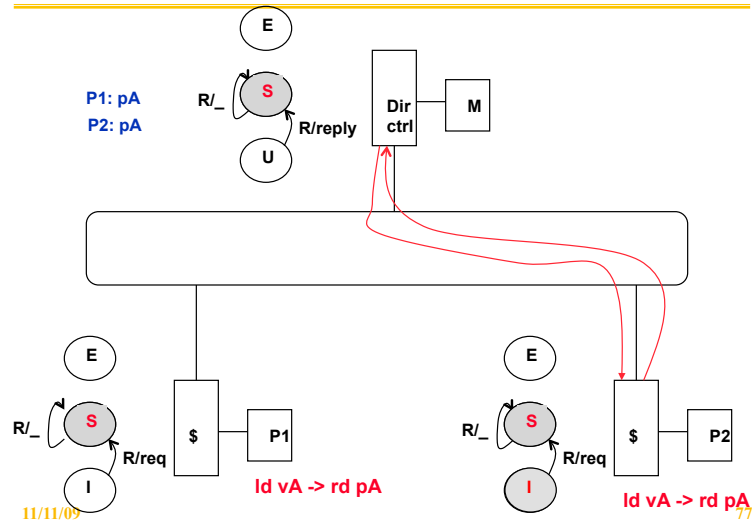 E
P1: pA
P2: pA
R/_
S
R/reply
U
Dir
ctrl
M
E
R/_
S
R/req
I
$
P1
ld vA -> rd pA
E
R/_
S
R/req
I
$
P2
ld vA -> rd pA
11/11/09
77